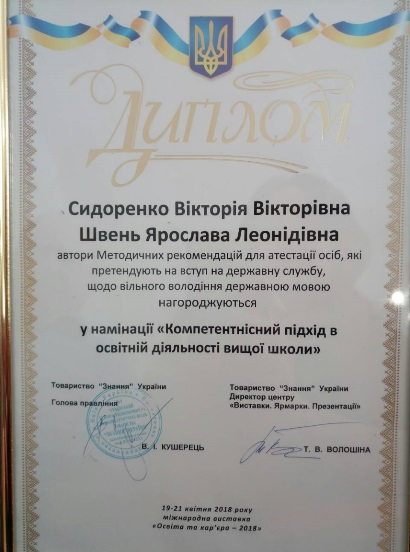 Диплом
Сидоренко Вікторія Вікторівна
Швень Ярослава Леонідівна
автори Методичних рекомендацій для атестації осіб, які
претендують на вступ на державну службу,
щодо вільного володіння державною мовою
нагороджуються
у намінації «Компетентнісний підхід в
освітній діяльності вищої школи»
Товариство "Знання" України
Голова правління
В. І. КУШЕРЕЦЬ
Товариство "Знання" України
Директор центру
«Виставки. Ярмарки. Презентації»
Т. В. ВОЛОШІНА
19-21 квітня 2018 року
міжнародна виставка
«Освіта та кар'єра – 2018»